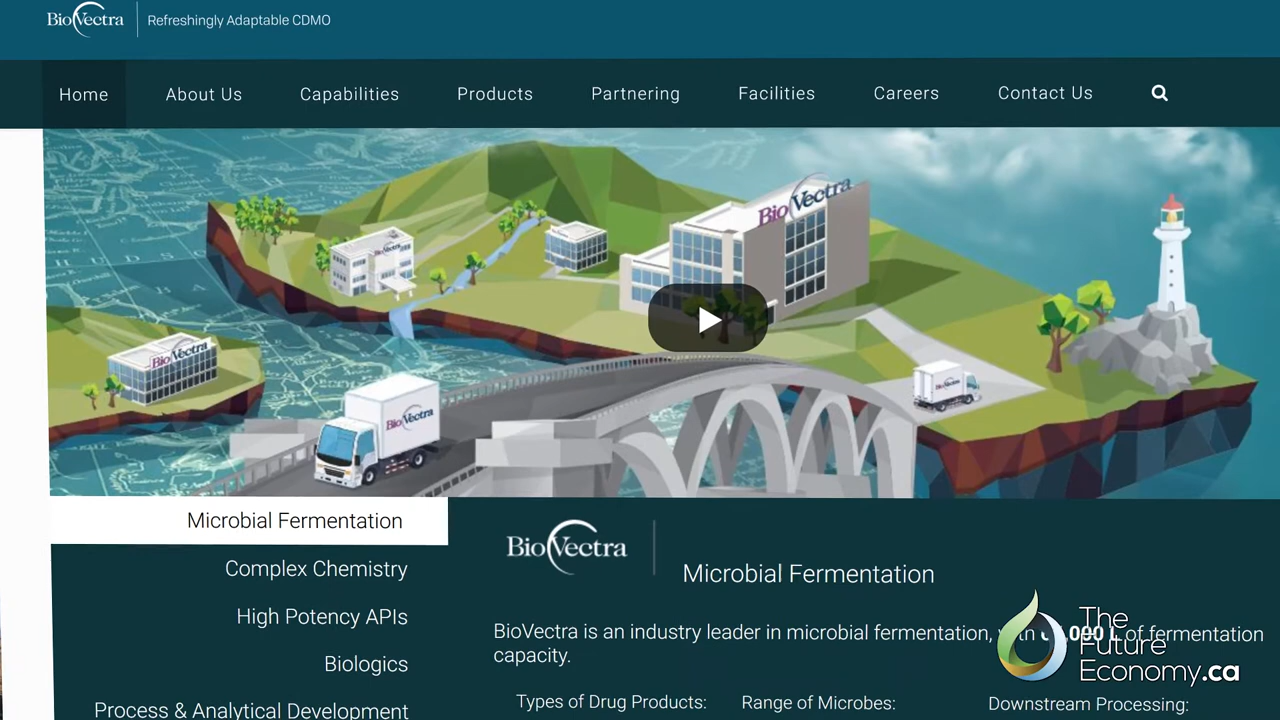 BioVectra
Refreshingly Adaptable CDMO
Home
About Us
Capabilities
Products
Partnering
Facilities
Careers
Contact Us
BioVectra
BioVectra
BioVectra
BioVectra
BioVectra
Microbial Fermentation
Complex Chemistry
High Potency APIs
Biologics
Process & Analytical Development
BioVectra
Microbial Fermentation
BioVectra is an industry leader in microbial fermentation, of fermentation
capacity.
Types of Drug Products:
Range of Microbes:
Downstream Processing:
The
Future
Economy.ca